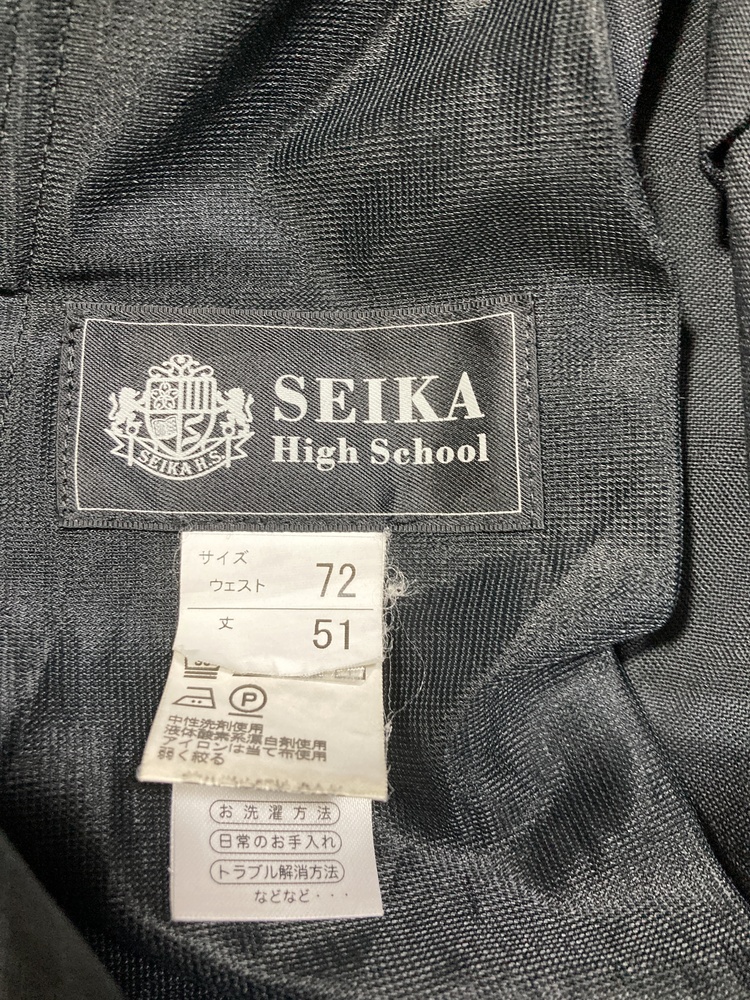 SEIKA
High School
SEIKA H.S.
サイズ
ウェスト 72
丈 51
P
中性洗剤使用
液体酸素系漂白剤使用
アイロンは当て布使用
弱く絞る
お洗濯方法
日常のお手入れ
トラブル解消方法
などなど・・・